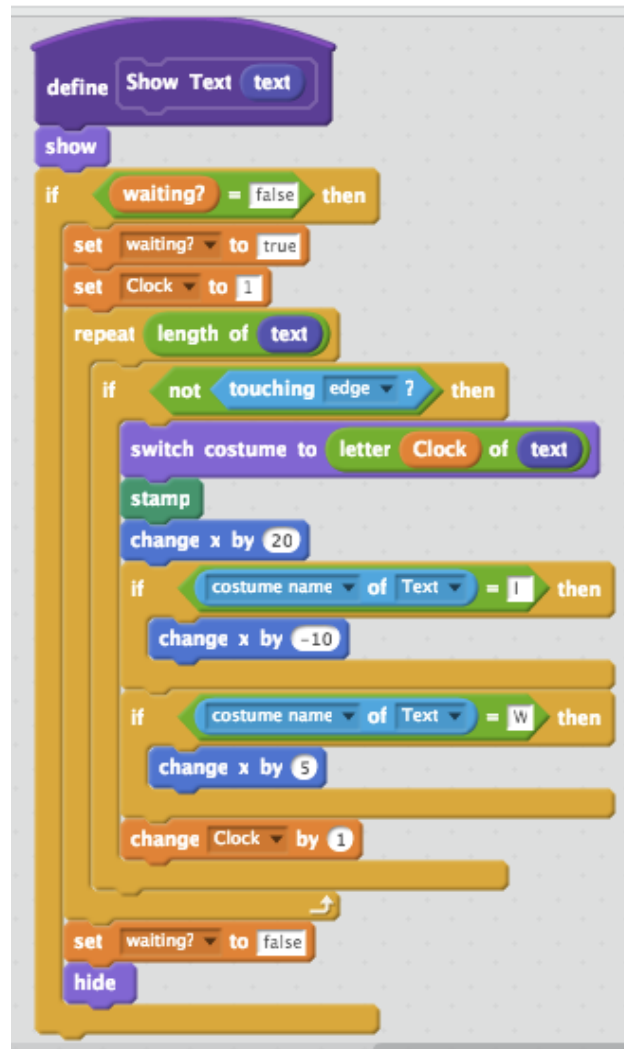 define Show Text text
show
if waiting? = false then
set waiting? to true
set Clock to 1
repeat length of text
if not touching edge ? then
switch costume to letter Clock of text
stamp
change x by 20
if costume name of Text = I then
change x by -10
if costume name of Text = W then
change x by 5
change Clock by 1
set waiting? to false
hide